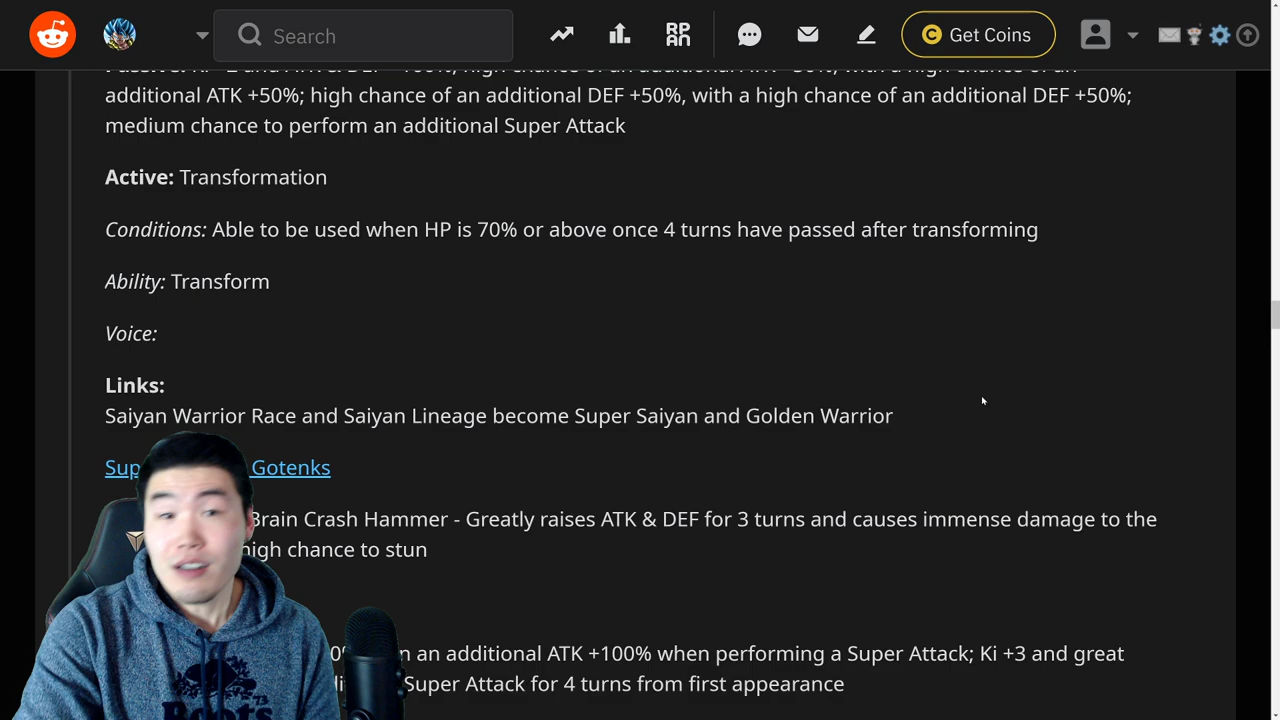 Search
Get Coins
additional ATK +50%; high chance of an additional DEF +50%, with a high chance of an additional DEF +50%;
medium chance to perform an additional Super Attack
Active: Transformation
Conditions: Able to be used when HP is 70% or above once 4 turns have passed after transforming
Ability: Transform
Voice:
Links:
Saiyan Warrior Race and Saiyan Lineage become Super Saiyan and Golden Warrior
Gotenks
Brain Crash Hammer - Greatly raises ATK & DEF for 3 turns and causes immense damage to the
high chance to stun
an additional ATK +100% when performing a Super Attack; Ki +3 and great
Super Attack for 4 turns from first appearance
Roots